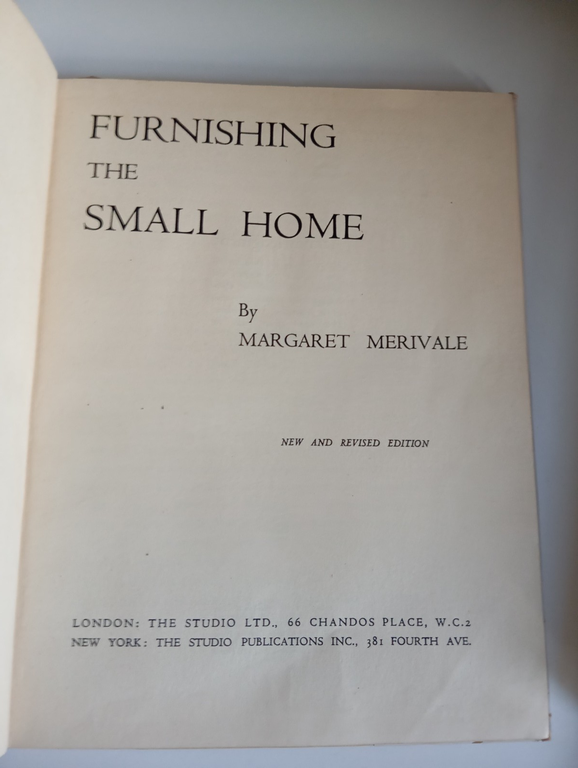 FURNISHING
THE
SMALL HOME
By
MARGARET MERIVALE
NEW AND REVISED EDITION
LONDON: THE STUDIO LTD., 66 CHANDOS PLACE, W.C.2
NEW YORK: THE STUDIO PUBLICATIONS INC., 381 FOURTH AVE.